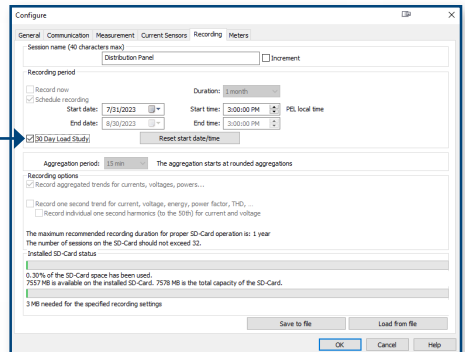 Configure
General Communication Measurement Current Sensors Recording Meters
Session name (40 characters max)
Distribution Panel Increment
Recording period
Record now Duration: 1 month
Schedule recording
Start date: 7/31/2023 Start time: 3:00:00 PM PEL local time
End date: 8/30/2023 End time: 3:00:00 PM
30 Day Load Study Reset start date/time
Aggregation period: 15 min The aggregation starts at rounded aggregations
Recording options
Record aggregated trends for currents, voltages, powers...
Record one second trend for current, voltage, energy, power factor, THD, ...
Record individual one second harmonics (to the 50th) for current and voltage
The maximum recommended recording duration for proper SD-Card operation is: 1 year
The number of sessions on the SD-Card should not exceed 32.
Installed SD-Card status
0.30% of the SD-Card space has been used.
7557 MB is available on the installed SD-Card. 7578 MB is the total capacity of the SD-Card.
3 MB needed for the specified recording settings
Save to file Load from file
OK Cancel Help